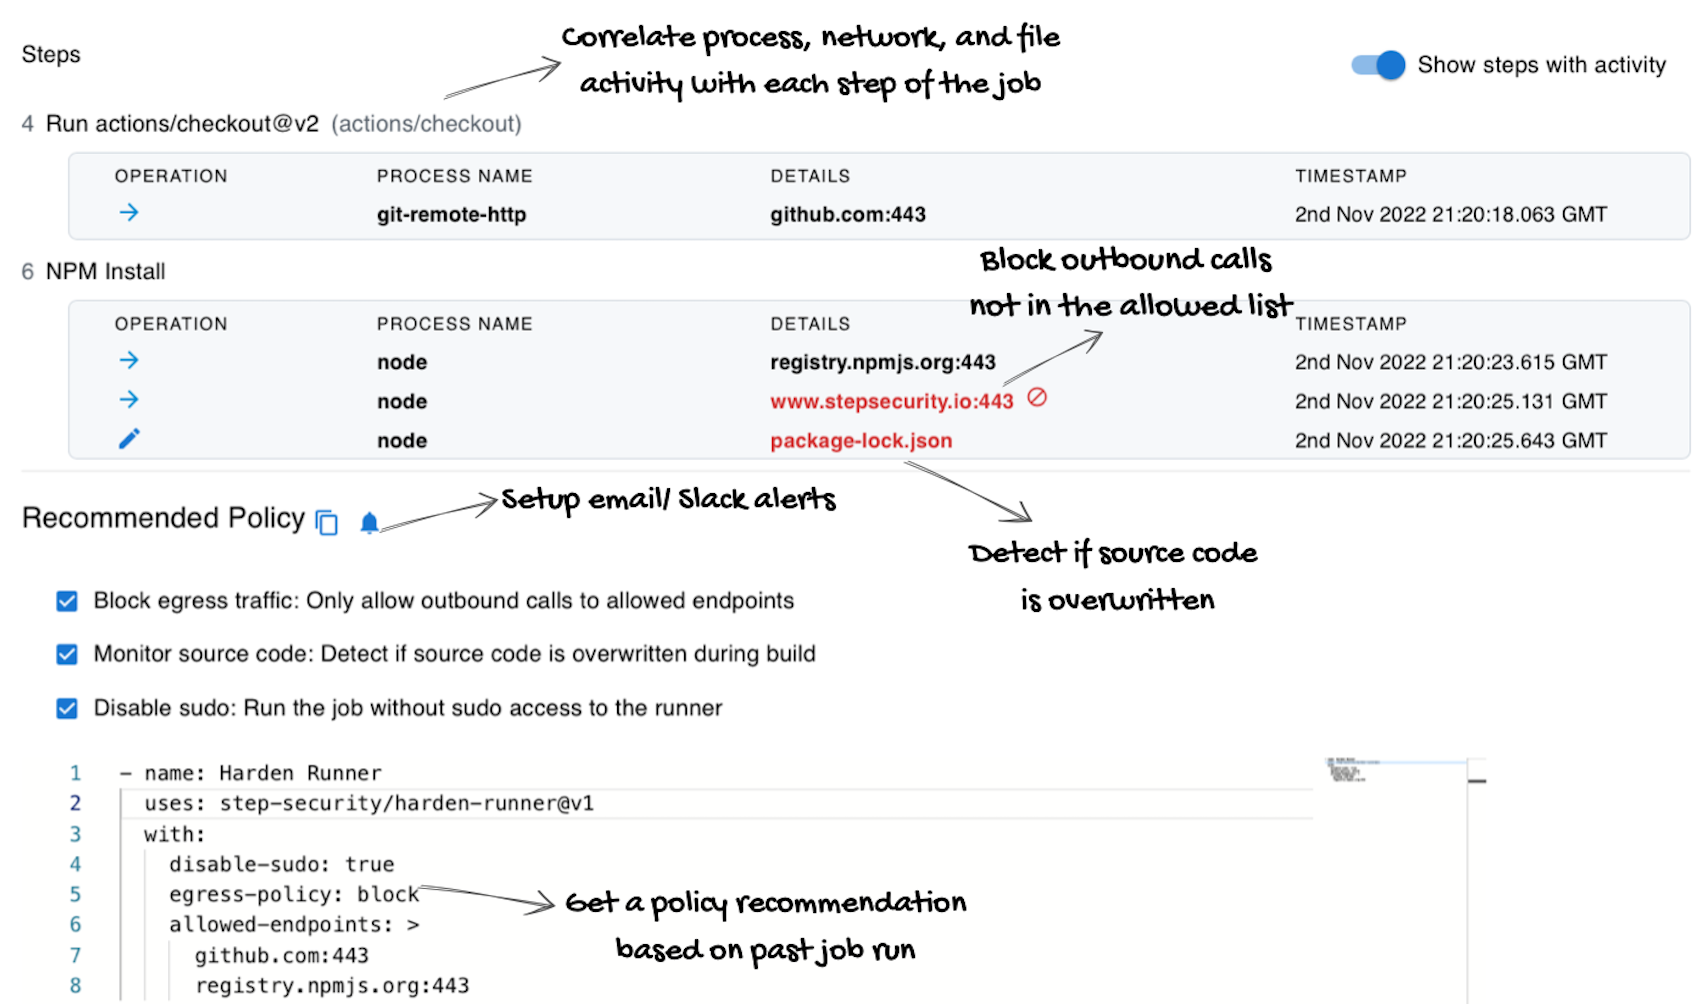 Correlate process, network, and file
activity with each step of the job
Steps
Show steps with activity
4 Run actions/checkout@v2 (actions/checkout)
OPERATION PROCESS NAME DETAILS TIMESTAMP
git-remote-http github.com:443 2nd Nov 2022 21:20:18.063 GMT
Block outbound calls
not in the allowed list
6 NPM Install
OPERATION PROCESS NAME DETAILS TIMESTAMP
node registry.npmjs.org:443 2nd Nov 2022 21:20:23.615 GMT
node www.stepsecurity.io:443 2nd Nov 2022 21:20:25.131 GMT
node package-lock.json 2nd Nov 2022 21:20:25.643 GMT
Recommended Policy
Setup email/ Slack alerts
Detect if source code
is overwritten
Block egress traffic: Only allow outbound calls to allowed endpoints
Monitor source code: Detect if source code is overwritten during build
Disable sudo: Run the job without sudo access to the runner
1 - name: Harden Runner
2 uses: step-security/harden-runner@v1
3 with:
4 disable-sudo: true
5 egress-policy: block
6 allowed-endpoints: >
7 github.com:443
8 registry.npmjs.org:443
Get a policy recommendation
based on past job run